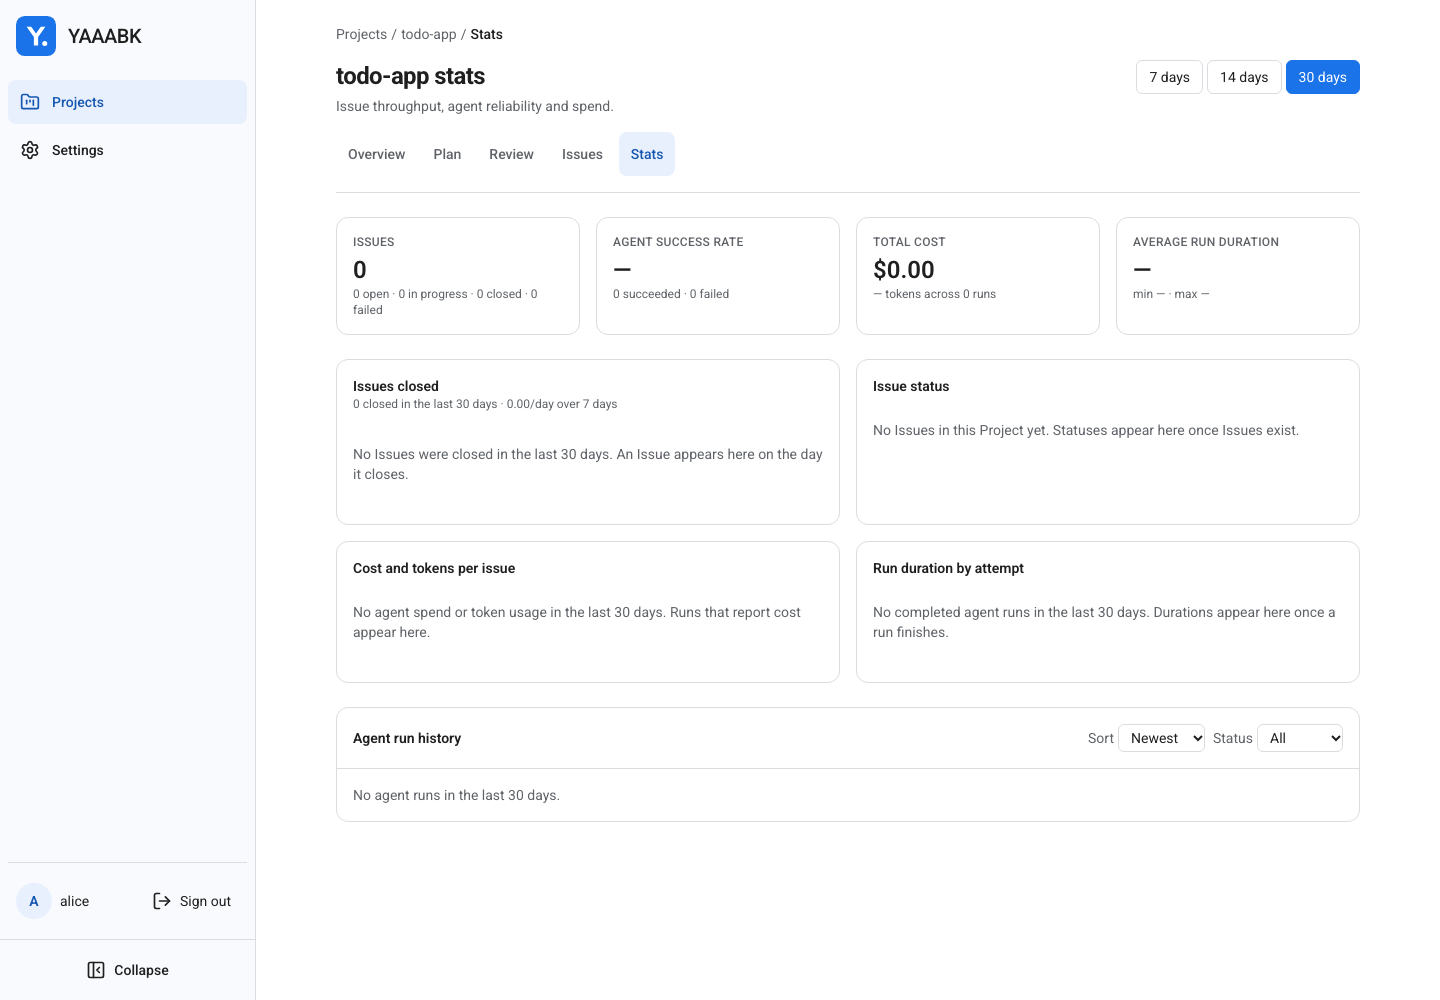 Y.
YAAABK
Projects
Settings
alice
Sign out
Collapse
Projects / todo-app / Stats
todo-app stats
Issue throughput, agent reliability and spend.
7 days
14 days
30 days
Overview
Plan
Review
Issues
Stats
ISSUES
0
0 open · 0 in progress · 0 closed · 0
failed
AGENT SUCCESS RATE
—
0 succeeded · 0 failed
TOTAL COST
$0.00
— tokens across 0 runs
AVERAGE RUN DURATION
—
min — · max —
Issues closed
0 closed in the last 30 days · 0.00/day over 7 days
No Issues were closed in the last 30 days. An Issue appears here on the day
it closes.
Issue status
No Issues in this Project yet. Statuses appear here once Issues exist.
Cost and tokens per issue
No agent spend or token usage in the last 30 days. Runs that report cost
appear here.
Run duration by attempt
No completed agent runs in the last 30 days. Durations appear here once a
run finishes.
Agent run history
Sort
Newest
Status
All
No agent runs in the last 30 days.
A